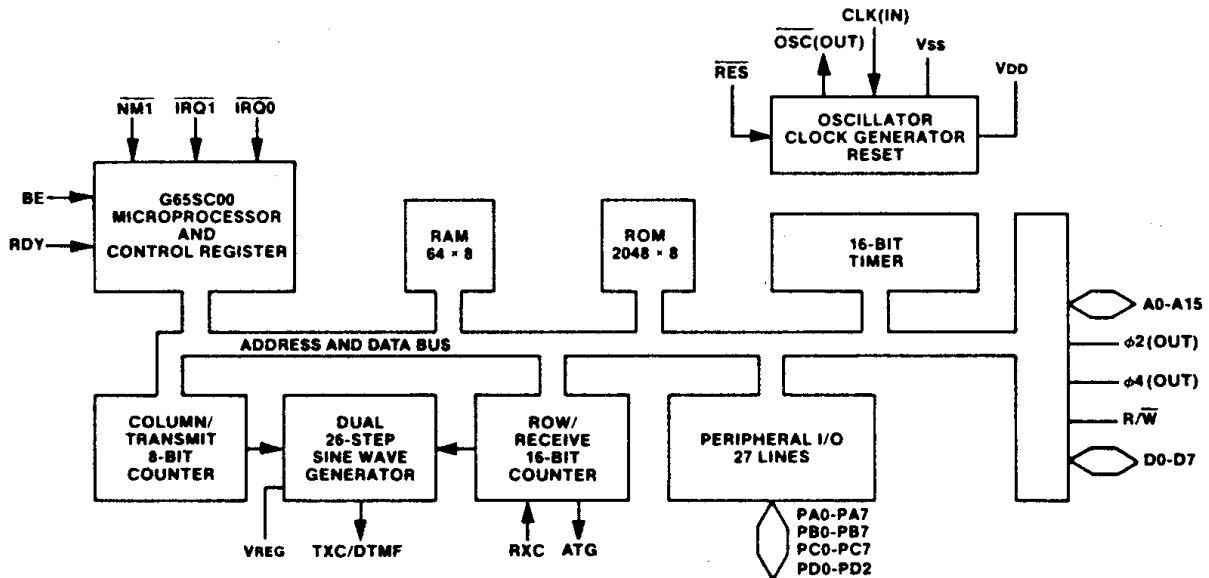 CLK(IN)
OSC(OUT)
VSS
RES
VDD
NM1
IRQ1
IRQ0
OSCILLATOR
CLOCK GENERATOR
RESET
BE
RDY
G65SC00
MICROPROCESSOR
AND
CONTROL REGISTER
RAM
64 × 8
ROM
2048 × 8
16-BIT
TIMER
A0-A15
ϕ2(OUT)
ϕ4(OUT)
R/W
D0-D7
ADDRESS AND DATA BUS
COLUMN/
TRANSMIT
8-BIT
COUNTER
DUAL
26-STEP
SINE WAVE
GENERATOR
ROW/
RECEIVE
16-BIT
COUNTER
PERIPHERAL I/O
27 LINES
VREG
TXC/DTMF
RXC
ATG
PA0-PA7
PB0-PB7
PC0-PC7
PD0-PD2